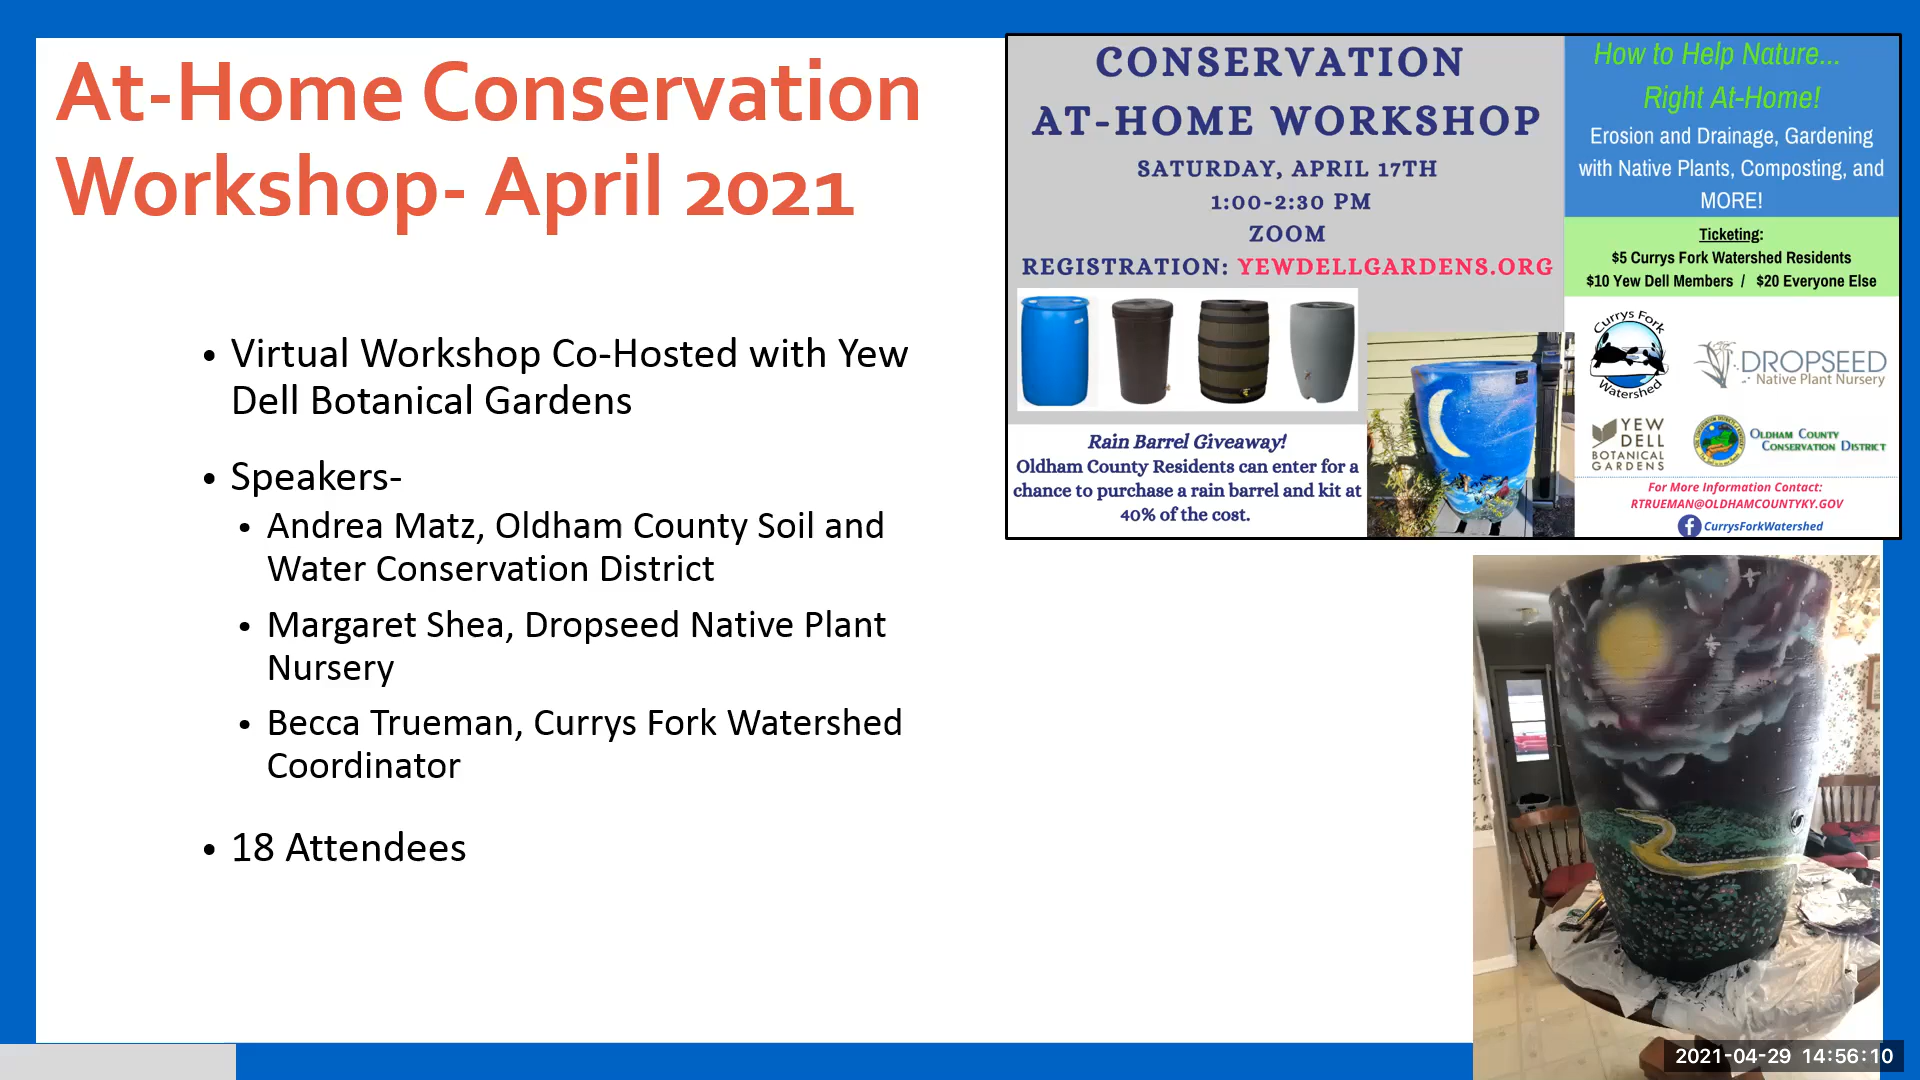 At-Home Conservation
Workshop- April 2021
• Virtual Workshop Co-Hosted with Yew
Dell Botanical Gardens
• Speakers-
• Andrea Matz, Oldham County Soil and
Water Conservation District
• Margaret Shea, Dropseed Native Plant
Nursery
• Becca Trueman, Currys Fork Watershed
Coordinator
• 18 Attendees
CONSERVATION
AT-HOME WORKSHOP
SATURDAY, APRIL 17TH
1:00-2:30 PM
ZOOM
REGISTRATION: YEWDELLGARDENS.ORG
Rain Barrel Giveaway!
Oldham County Residents can enter for a
chance to purchase a rain barrel and kit at
40% of the cost.
How to Help Nature...
Right At-Home!
Erosion and Drainage, Gardening
with Native Plants, Composting, and
MORE!
Ticketing:
$5 Currys Fork Watershed Residents
$10 Yew Dell Members / $20 Everyone Else
Currys Fork
Watershed
DROPSEED
Native Plant Nursery
YEW
DELL
BOTANICAL
GARDENS
OLDHAM COUNTY
CONSERVATION DISTRICT
For More Information Contact:
RTRUEMAN@OLDHAMCOUNTYKY.GOV
CurrysForkWatershed
2021-04-29 14:56:10